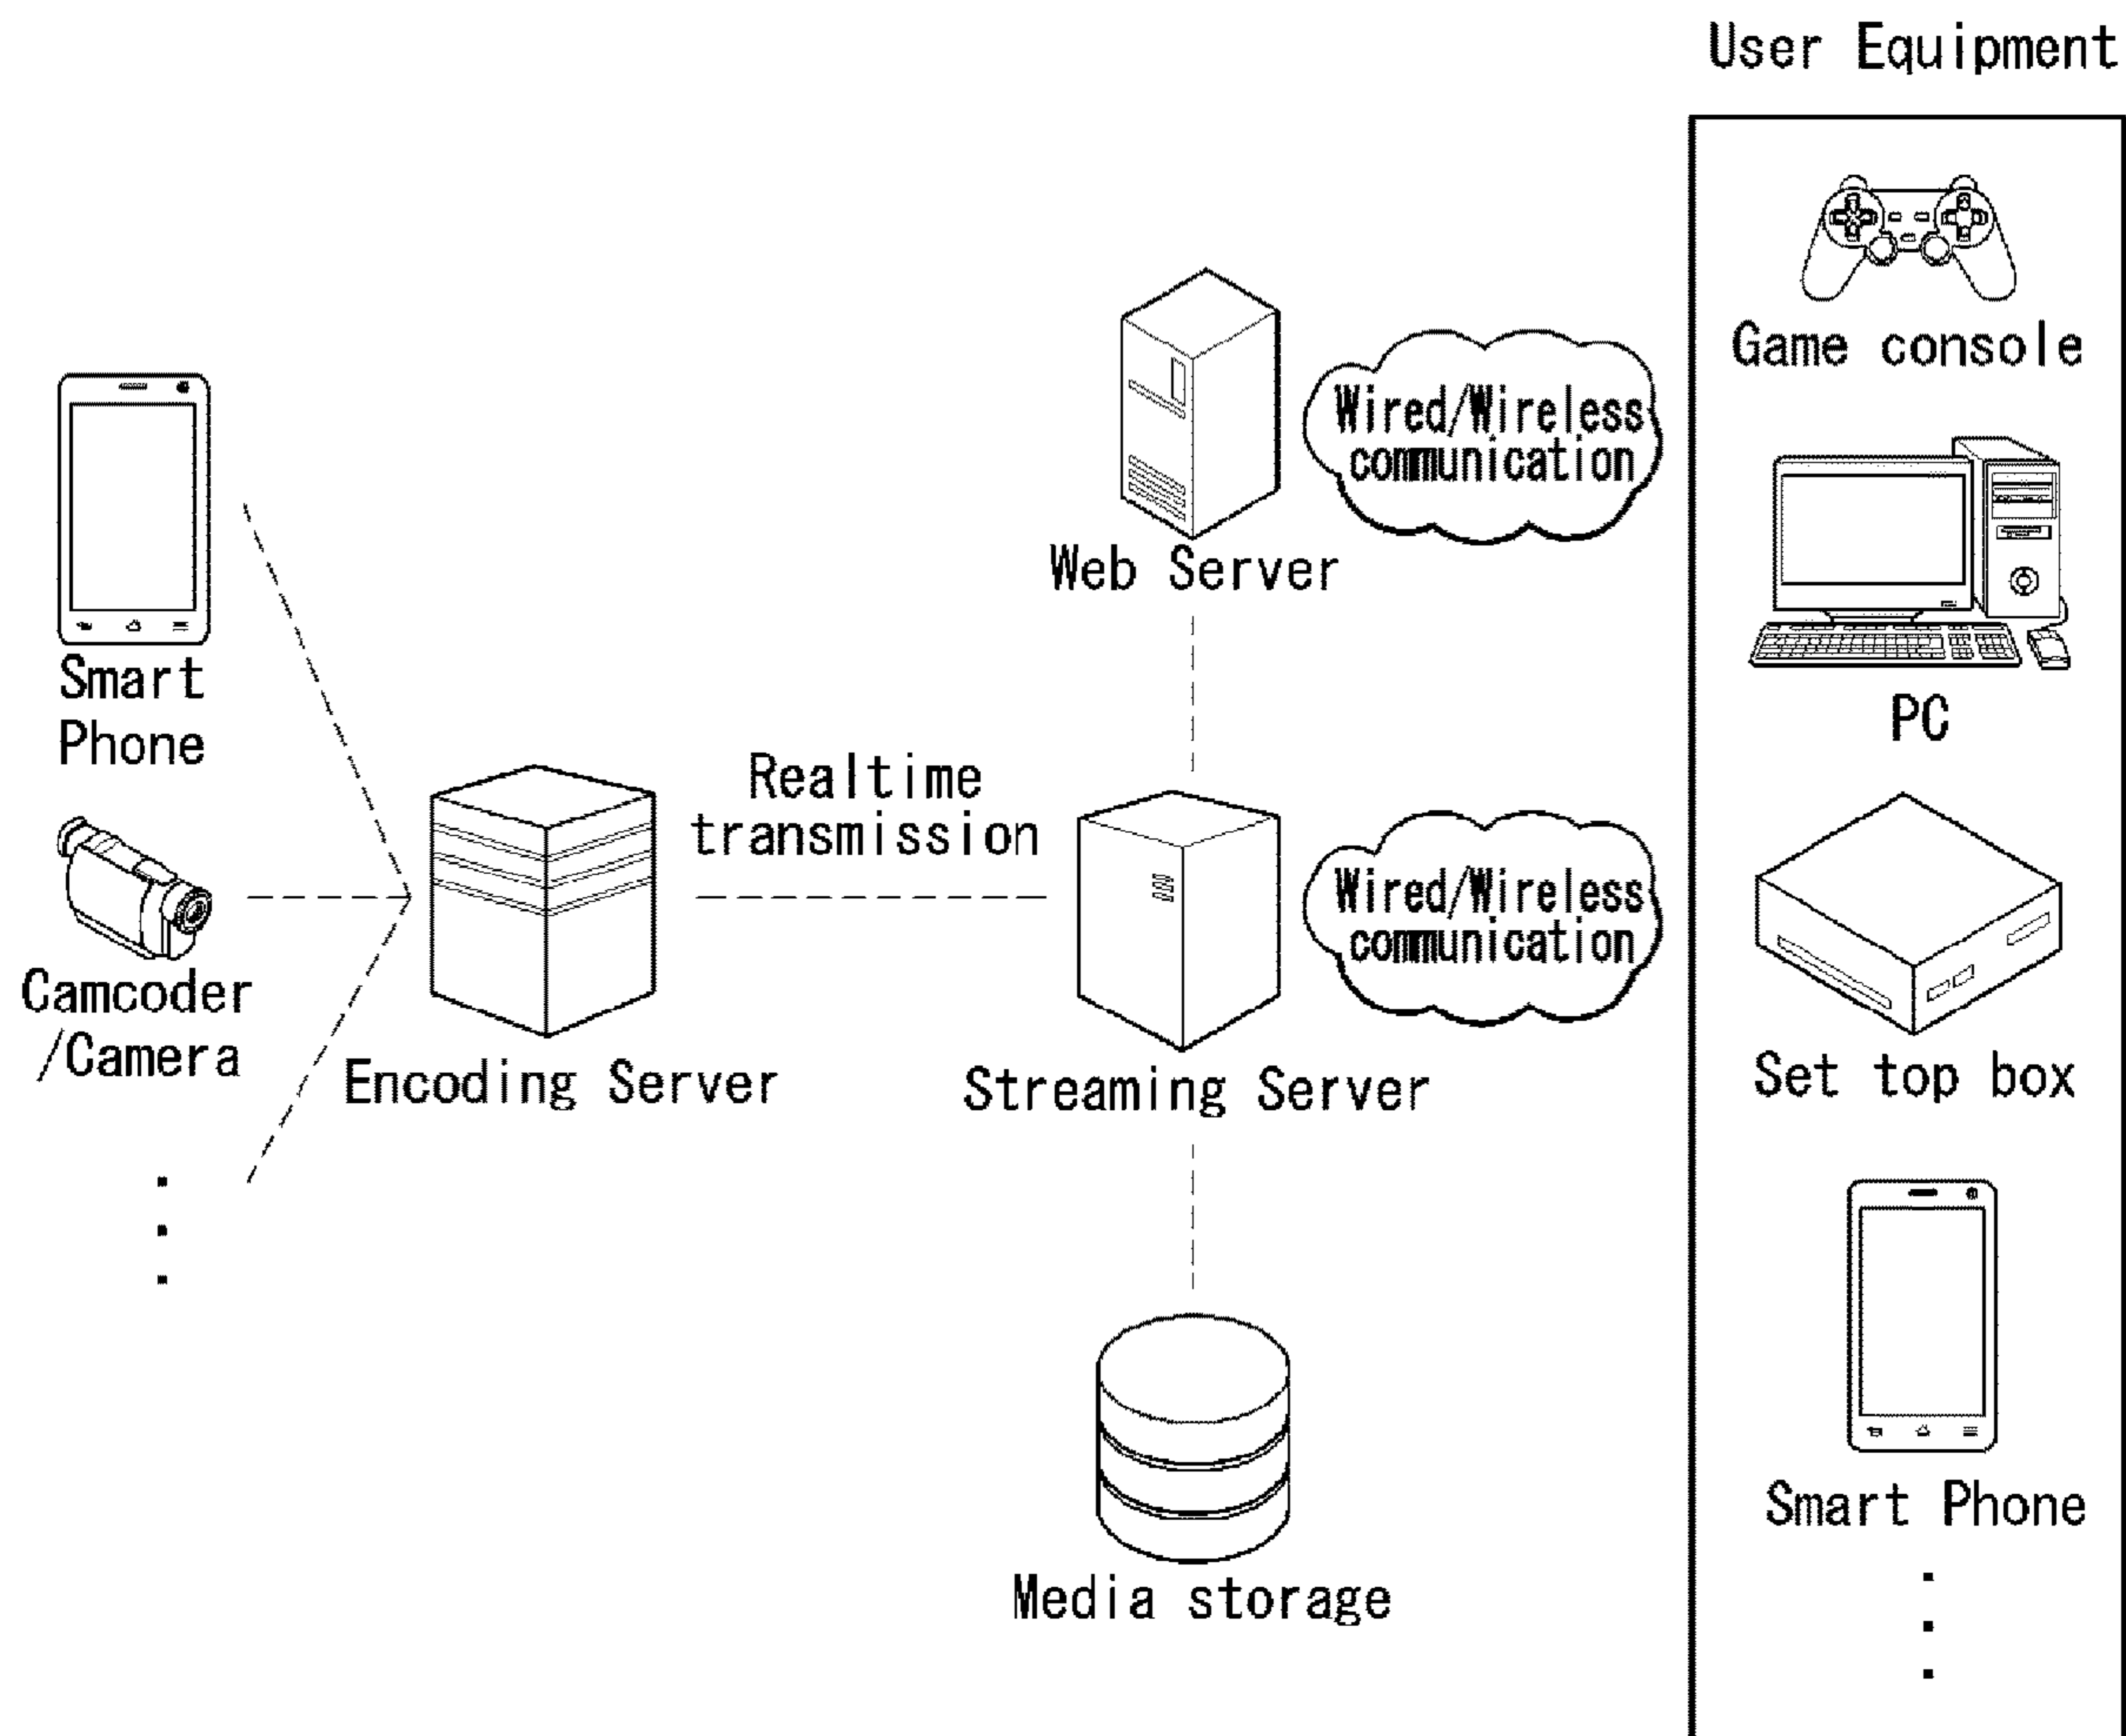 User Equipment
Game console
Wired/Wireless
communication
Web Server
Smart
Phone
PC
Realtime
transmission
Wired/Wireless
communication
Camcoder
/Camera
Encoding Server
Streaming Server
Set top box
Smart Phone
Media storage